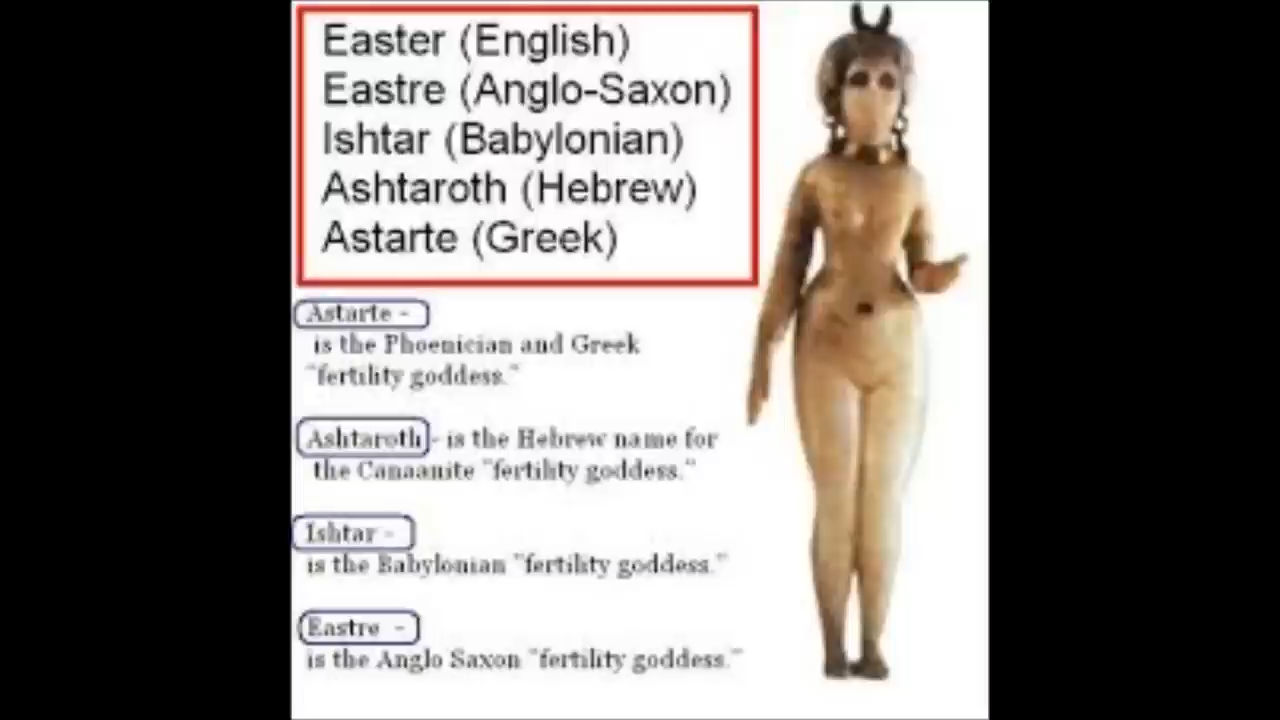 Easter (English)
Eastre (Anglo-Saxon)
Ishtar (Babylonian)
Ashtaroth (Hebrew)
Astarte (Greek)
Astarte -
is the Phoenician and Greek
"fertility goddess."
Ashtaroth - is the Hebrew name for
the Canaanite "fertility goddess."
Ishtar -
is the Babylonian "fertility goddess."
Eastre -
is the Anglo Saxon "fertility goddess."